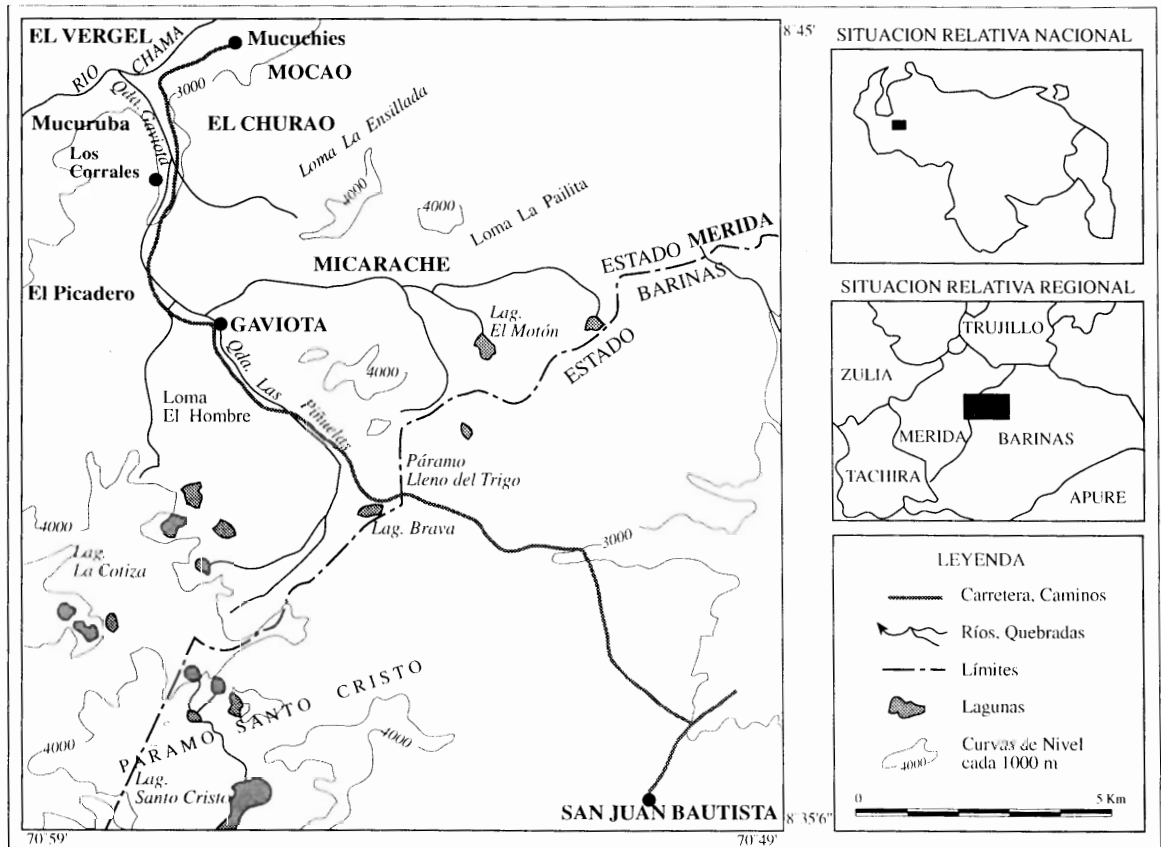 EL VERGEL
Mucuchies
RIO CHAMA
MOCAO
3000
Qda. Gaviota
Mucuruba
EL CHURAO
Los
Corrales
Loma La Ensillada
4000
4000
Loma La Pailita
MICARACHE
ESTADO MERIDA
BARINAS
ESTADO
El Picadero
GAVIOTA
Lag.
El Motón
Qda. Las Piñuelas
4000
Loma
El Hombre
Páramo
Lleno del Trigo
4000
Lag. Brava
3000
Lag.
La Cotiza
PARAMO SANTO CRISTO
4000
4000
Lag.
Santo Cristo
SAN JUAN BAUTISTA
8°45'
8°35'6"
70°59'
70°49'
SITUACION RELATIVA NACIONAL
SITUACION RELATIVA REGIONAL
TRUJILLO
ZULIA
MERIDA
BARINAS
TACHIRA
APURE
LEYENDA
Carretera, Caminos
Ríos, Quebradas
Límites
Lagunas
4000
Curvas de Nivel
cada 1000 m
0
5 Km